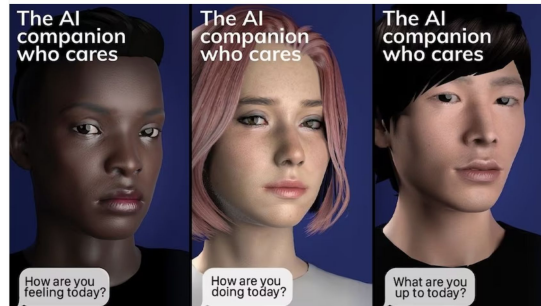 The AI
companion
who cares
How are you
feeling today?
The AI
companion
who cares
How are you
doing today?
The AI
companion
who cares
What are you
up to today?